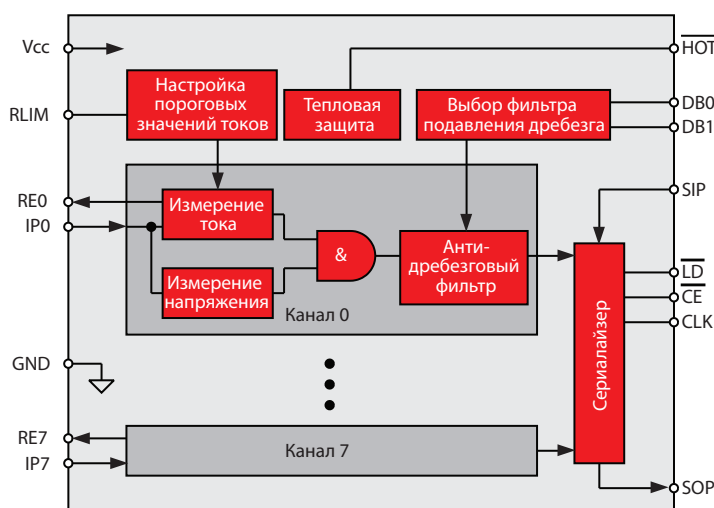 Vcc
HOT
Настройка
пороговых
значений токов
Тепловая
защита
Выбор фильтра
подавления дребезга
DB0
DB1
RLIM
RE0
IP0
SIP
Измерение
тока
&
Анти-
дребезговый
фильтр
Измерение
напряжения
Канал 0
Сериалайзер
LD
CE
CLK
GND
RE7
IP7
Канал 7
SOP